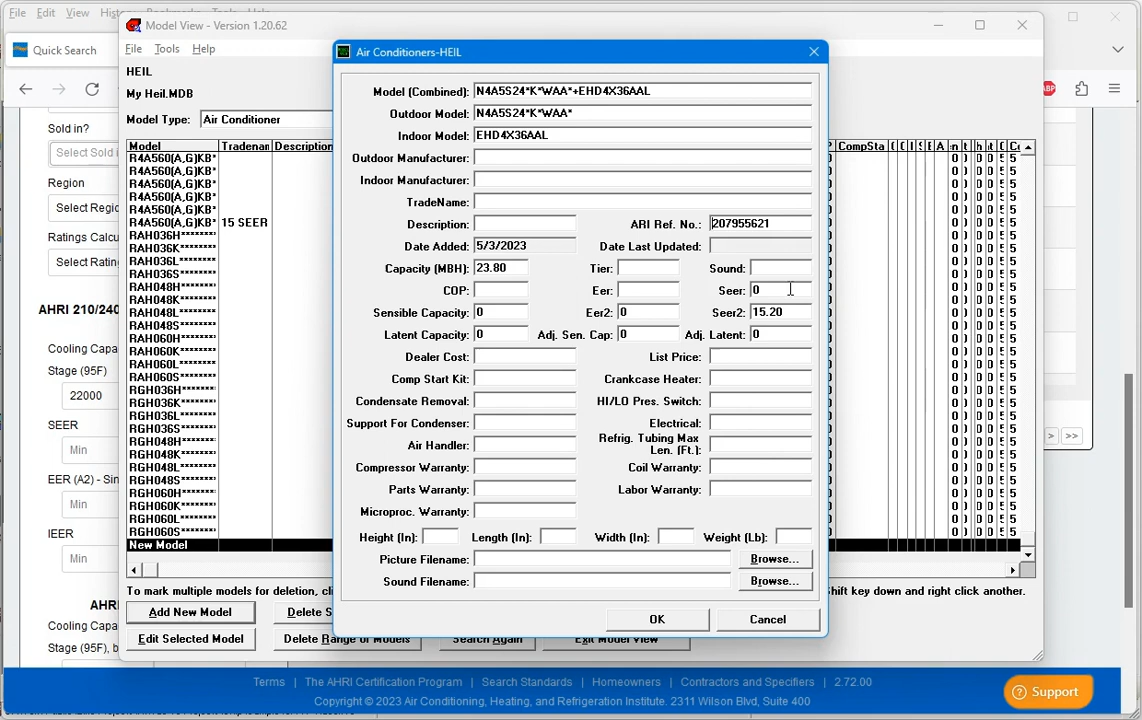 File Edit View
Model View - Version 1.20.62
Quick Search
File Tools Help
Air Conditioners-HEIL
HEIL
My Heil.MDB
Model Type: Air Conditioner
Sold in?
Select Sold i
Region
Select Regi
Ratings Calcu
Select Rating
AHRI 210/240
Cooling Capa
Stage (95F)
22000
SEER
Min
EER (A2) - Sin
Min
IEER
Min
AHR
Cooling Capa
Stage (95F), b
Model Tradenam Description
CompSta
R4A560(A,G)KB*
R4A560(A,G)KB*
R4A560(A,G)KB*
R4A560(A,G)KB*
R4A560(A,G)KB*
R4A560(A,G)KB* 15 SEER
RAH036H
RAH036K
RAH036L
RAH036S
RAH048H
RAH048K
RAH048L
RAH048S
RAH060H
RAH060K
RAH060L
RAH060S
RGH036H********
RGH036K********
RGH036L********
RGH036S********
RGH048H********
RGH048K********
RGH048L********
RGH048S********
RGH060H********
RGH060K********
RGH060L********
RGH060S********
New Model
Model (Combined): N4A5S24*K*WAA*+EHD4X36AAL
Outdoor Model: N4A5S24*K*WAA*
Indoor Model: EHD4X36AAL
Outdoor Manufacturer:
Indoor Manufacturer:
TradeName:
Description: ARI Ref. No.: 207955621
Date Added: 5/3/2023 Date Last Updated:
Capacity (MBH): 23.80 Tier: Sound:
COP: Eer: Seer: 0
Sensible Capacity: 0 Eer2: 0 Seer2: 15.20
Latent Capacity: 0 Adj. Sen. Cap: 0 Adj. Latent: 0
Dealer Cost: List Price:
Comp Start Kit: Crankcase Heater:
Condensate Removal: HI/LO Pres. Switch:
Support For Condenser: Electrical:
Air Handler: Refrig. Tubing Max
Len. (Ft.):
Compressor Warranty: Coil Warranty:
Parts Warranty: Labor Warranty:
Microproc. Warranty:
Height (In): Length (In): Width (In): Weight (Lb):
Picture Filename: Browse...
Sound Filename: Browse...
OK Cancel
To mark multiple models for deletion, cli
hift key down and right click another.
Add New Model Delete S
Edit Selected Model Delete Range of Models Search Again Exit Model View
> >>
ABP
Terms | The AHRI Certification Program | Search Standards | Homeowners | Contractors and Specifiers | 2.72.00
Copyright © 2023 Air Conditioning, Heating, and Refrigeration Institute. 2311 Wilson Blvd, Suite 400
Support